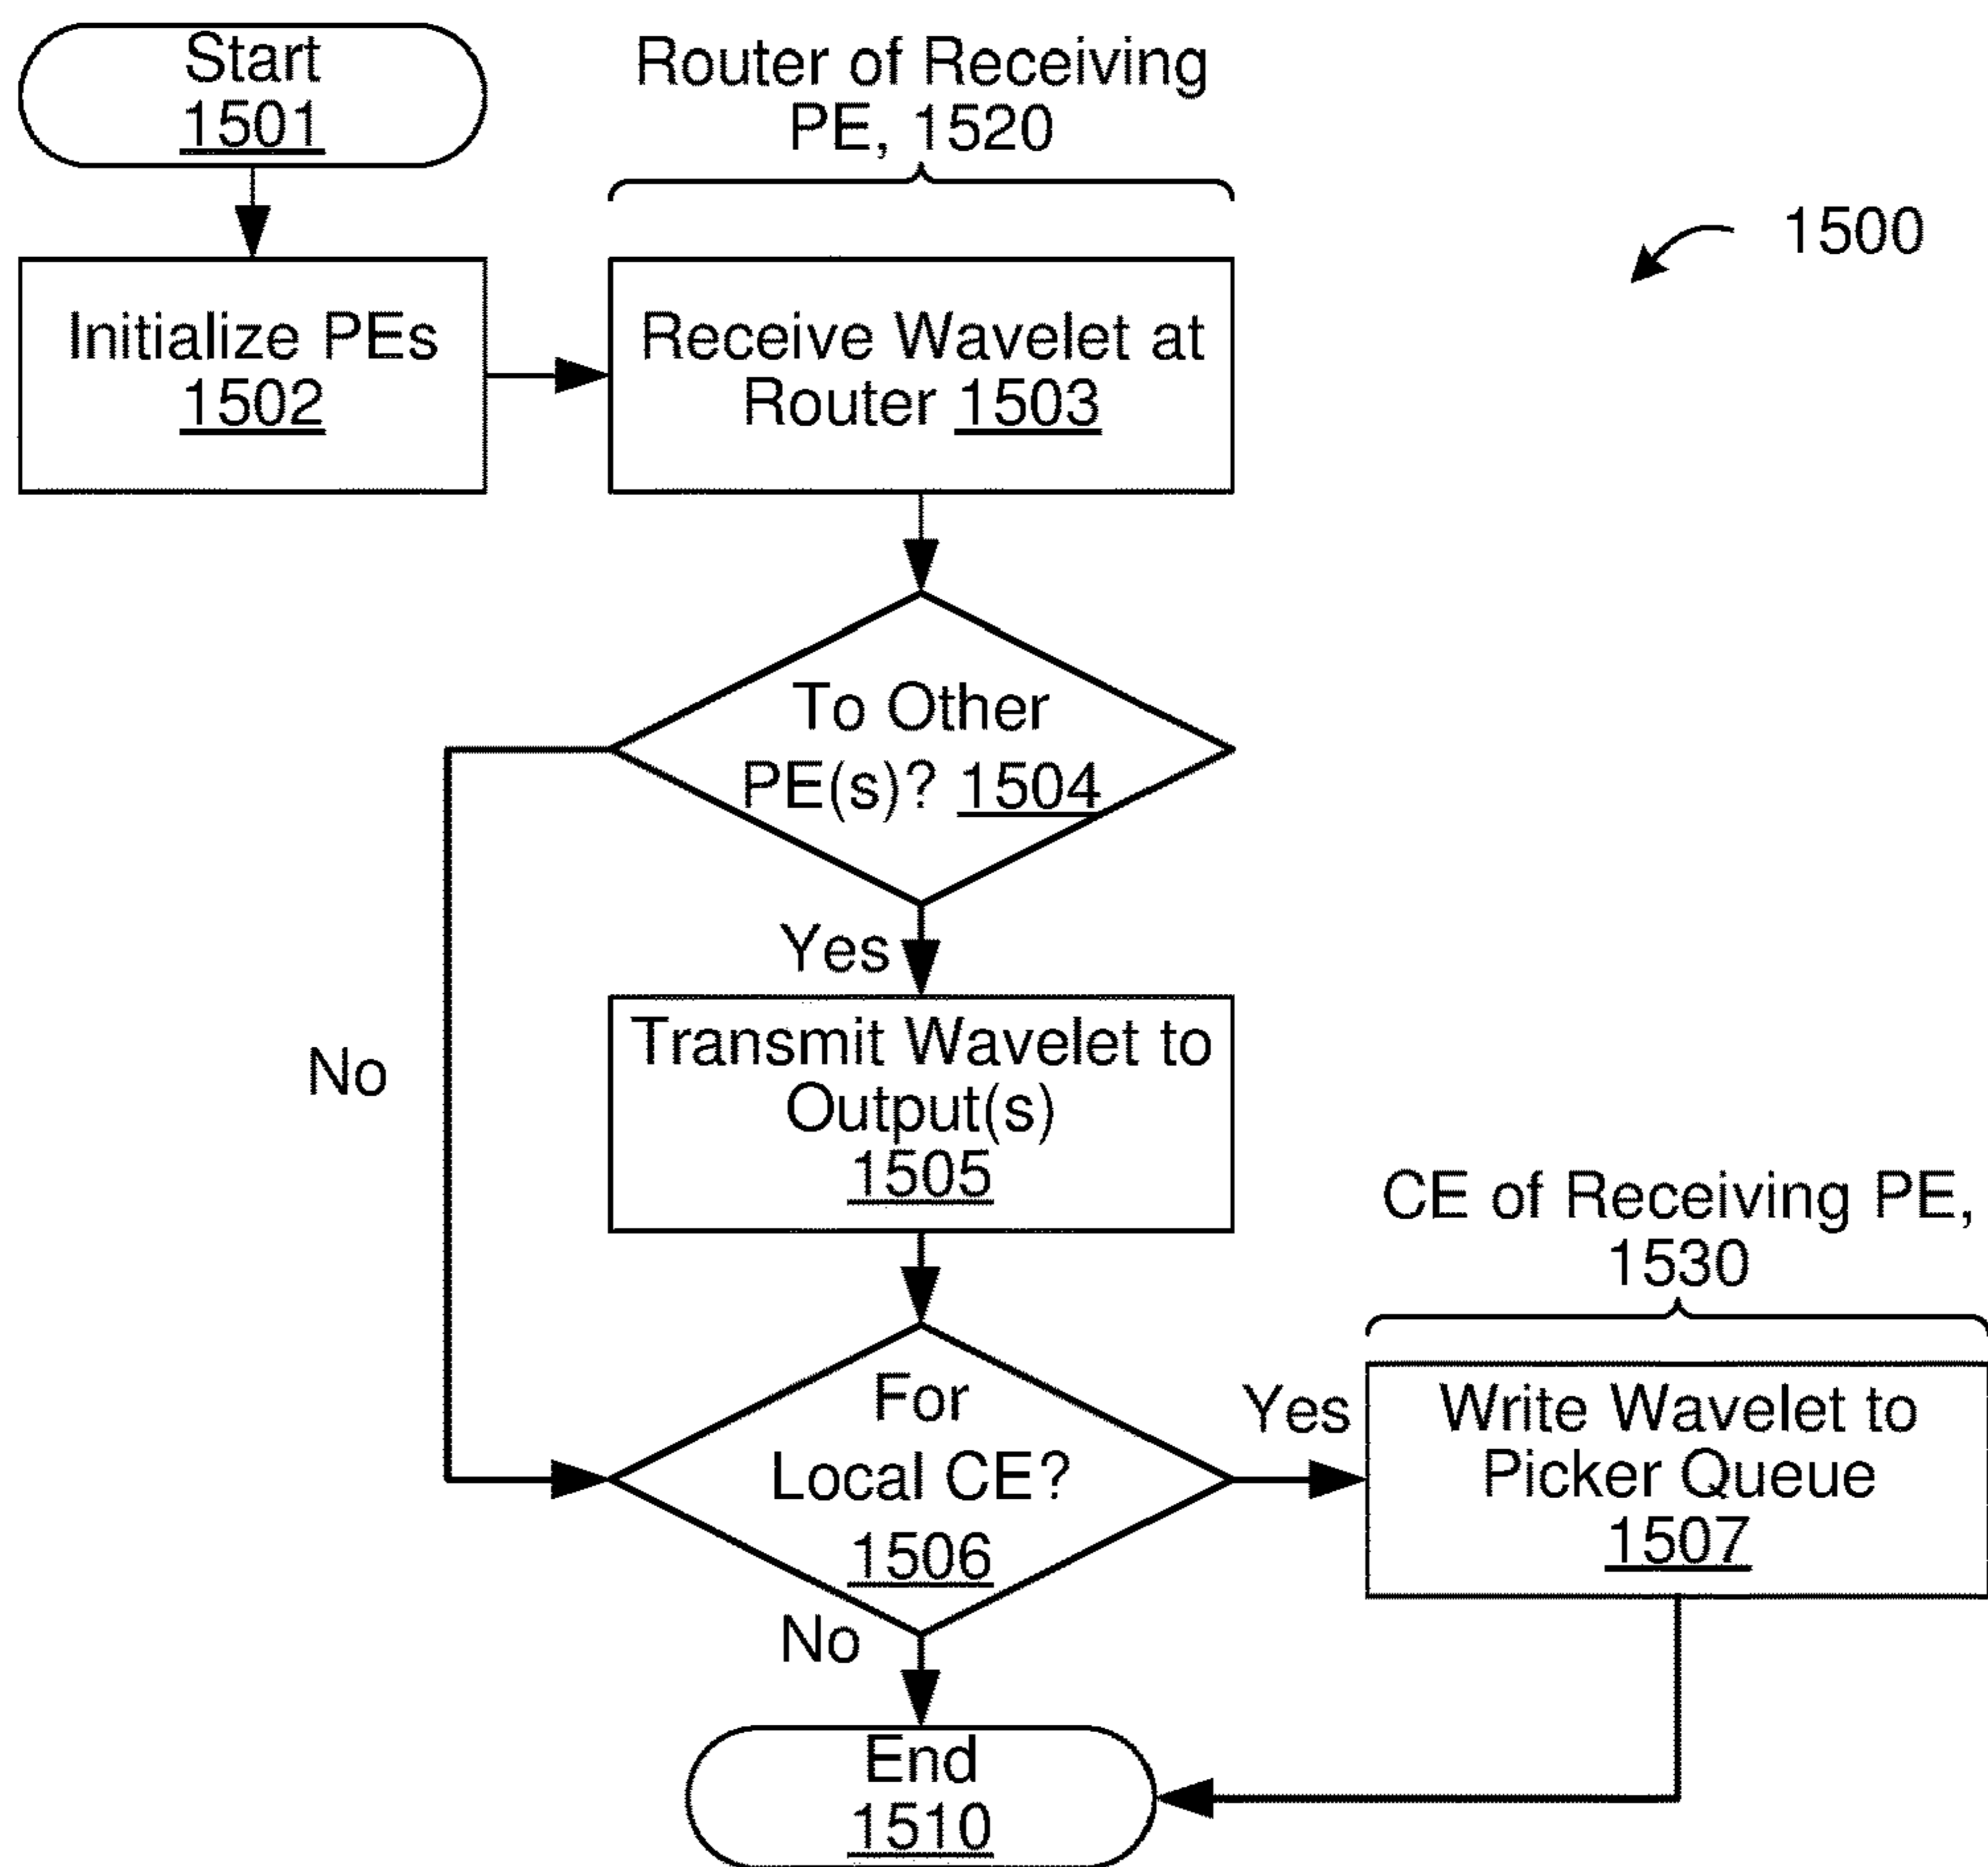 Start
1501
Router of Receiving
PE, 1520
1500
Initialize PEs
1502
Receive Wavelet at
Router 1503
To Other
PE(s)? 1504
Yes
No
Transmit Wavelet to
Output(s)
1505
CE of Receiving PE,
1530
For
Local CE?
1506
Yes
Write Wavelet to
Picker Queue
1507
No
End
1510